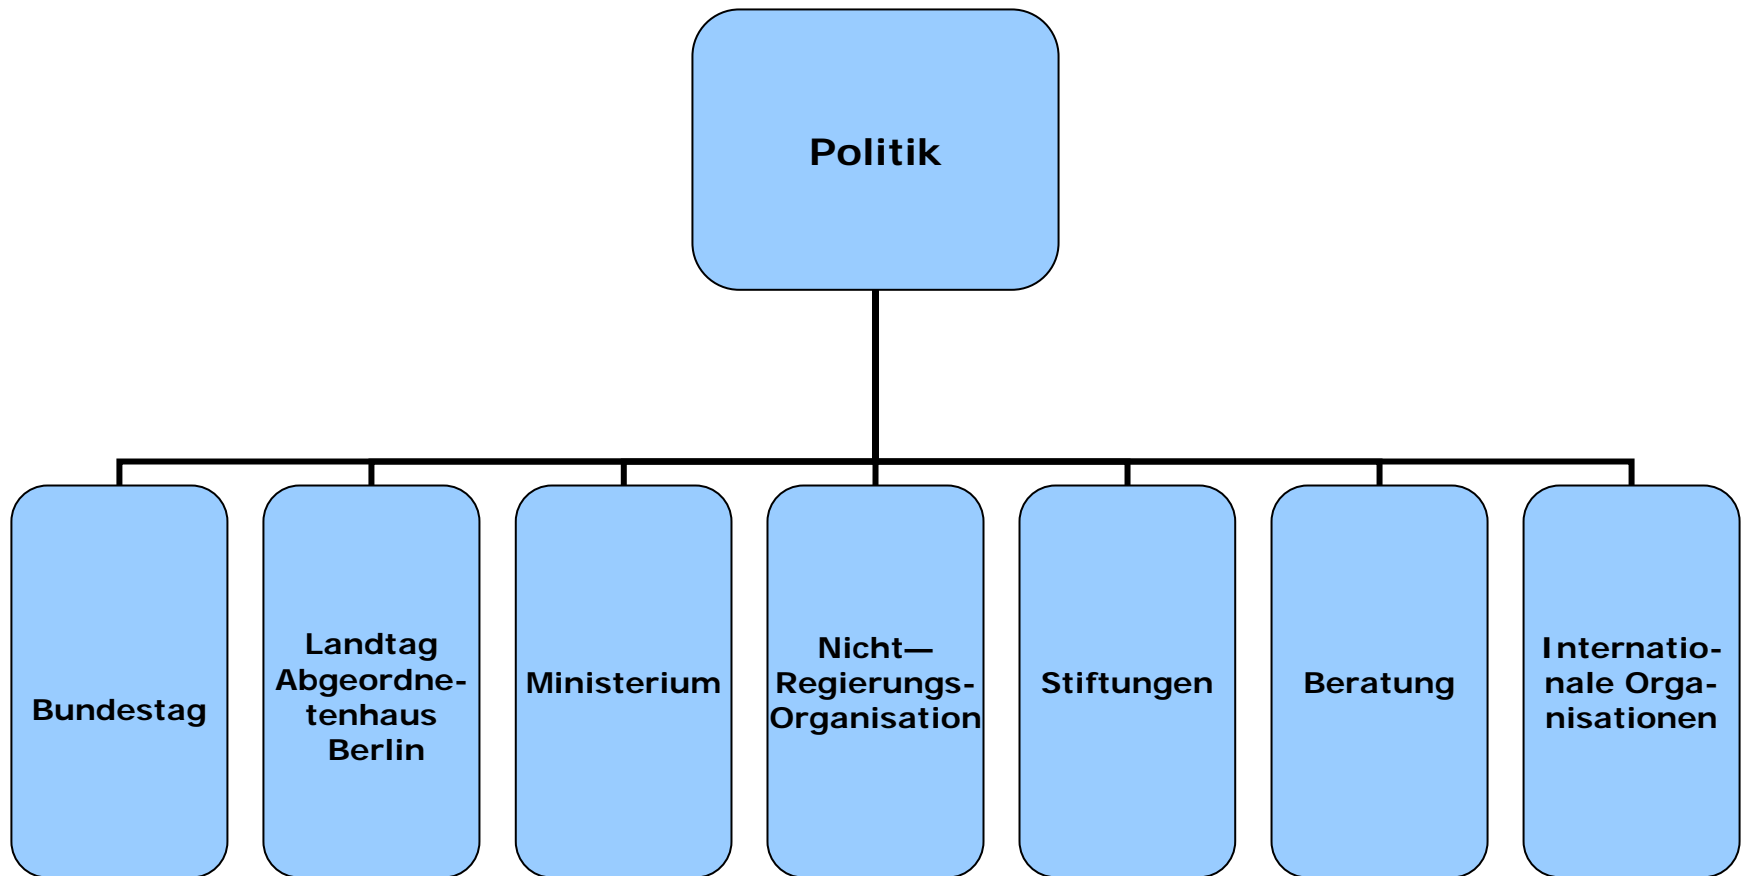 Politik
Bundestag
Landtag
Abgeordne-
tenhaus
Berlin
Ministerium
Nicht—
Regierungs-
Organisation
Stiftungen
Beratung
Internatio-
nale Orga-
nisationen